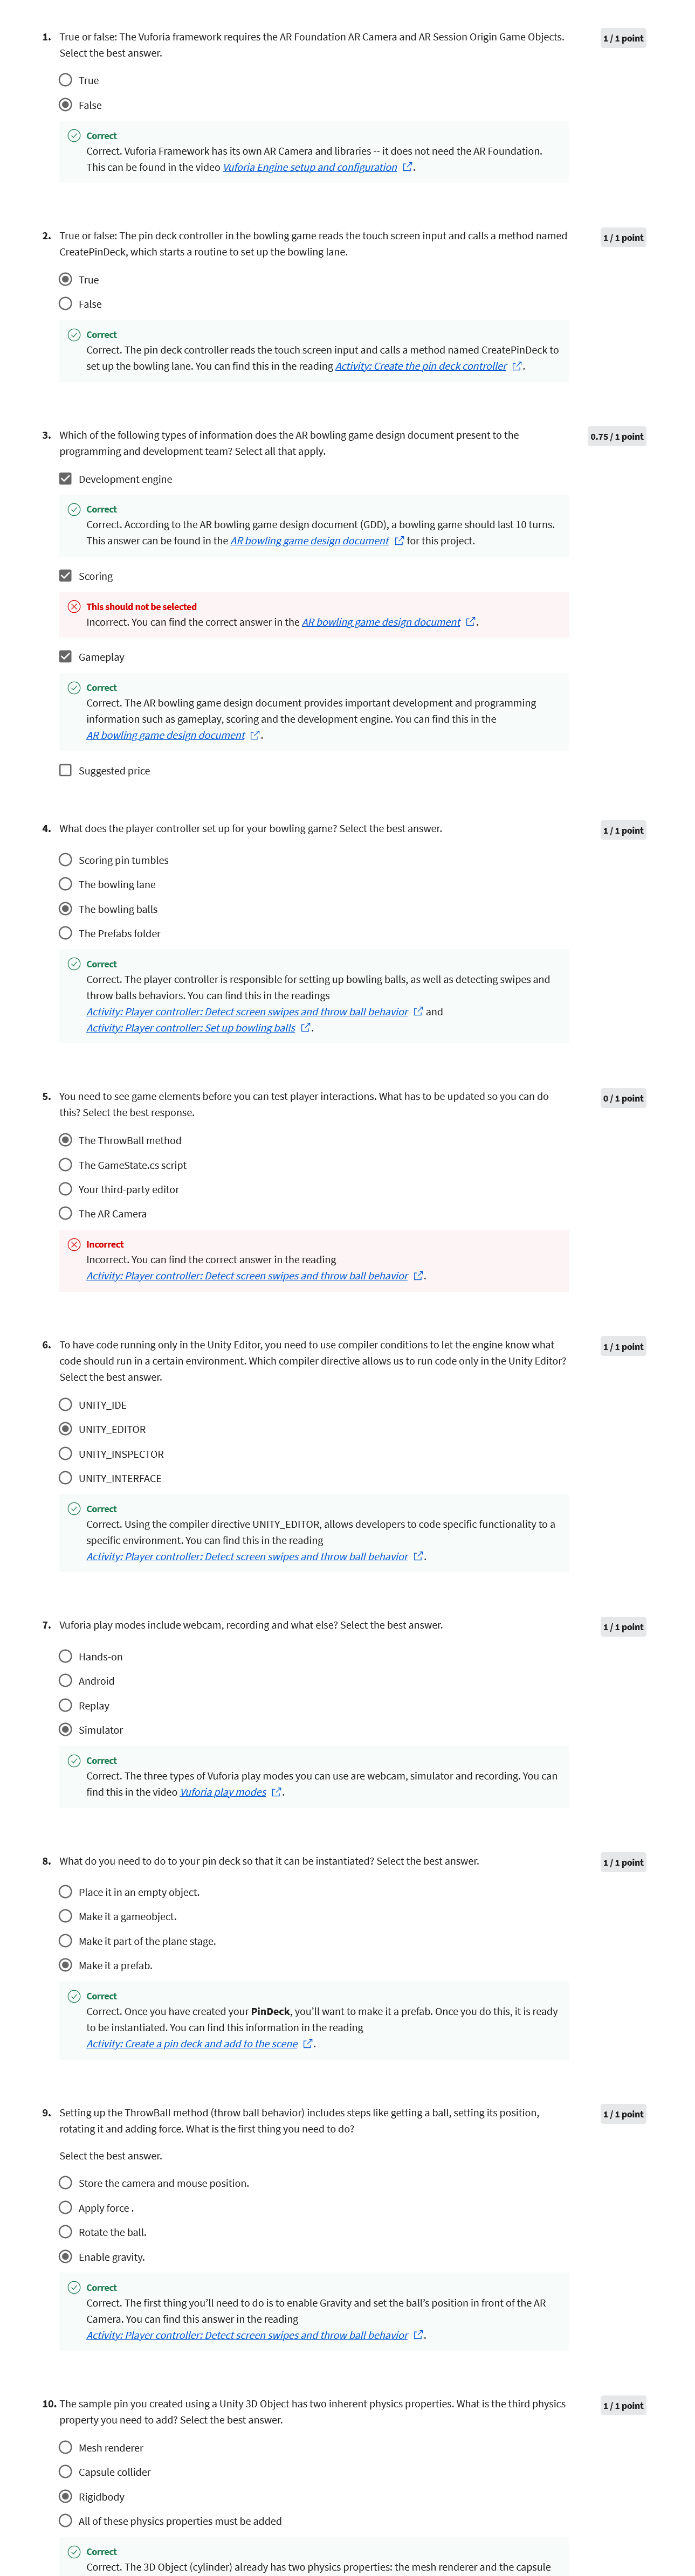 1. True or false: The Vuforia framework requires the AR Foundation AR Camera and AR Session Origin Game Objects.
Select the best answer.
1 / 1 point
True
False
Correct
Correct. Vuforia Framework has its own AR Camera and libraries -- it does not need the AR Foundation.
This can be found in the video Vuforia Engine setup and configuration .
2. True or false: The pin deck controller in the bowling game reads the touch screen input and calls a method named
CreatePinDeck, which starts a routine to set up the bowling lane.
1 / 1 point
True
False
Correct
Correct. The pin deck controller reads the touch screen input and calls a method named CreatePinDeck to
set up the bowling lane. You can find this in the reading Activity: Create the pin deck controller .
3. Which of the following types of information does the AR bowling game design document present to the
programming and development team? Select all that apply.
0.75 / 1 point
Development engine
Correct
Correct. According to the AR bowling game design document (GDD), a bowling game should last 10 turns.
This answer can be found in the AR bowling game design document for this project.
Scoring
This should not be selected
Incorrect. You can find the correct answer in the AR bowling game design document .
Gameplay
Correct
Correct. The AR bowling game design document provides important development and programming
information such as gameplay, scoring and the development engine. You can find this in the
AR bowling game design document .
Suggested price
4. What does the player controller set up for your bowling game? Select the best answer.
1 / 1 point
Scoring pin tumbles
The bowling lane
The bowling balls
The Prefabs folder
Correct
Correct. The player controller is responsible for setting up bowling balls, as well as detecting swipes and
throw balls behaviors. You can find this in the readings
Activity: Player controller: Detect screen swipes and throw ball behavior and
Activity: Player controller: Set up bowling balls .
5. You need to see game elements before you can test player interactions. What has to be updated so you can do
this? Select the best response.
0 / 1 point
The ThrowBall method
The GameState.cs script
Your third-party editor
The AR Camera
Incorrect
Incorrect. You can find the correct answer in the reading
Activity: Player controller: Detect screen swipes and throw ball behavior .
6. To have code running only in the Unity Editor, you need to use compiler conditions to let the engine know what
code should run in a certain environment. Which compiler directive allows us to run code only in the Unity Editor?
Select the best answer.
1 / 1 point
UNITY_IDE
UNITY_EDITOR
UNITY_INSPECTOR
UNITY_INTERFACE
Correct
Correct. Using the compiler directive UNITY_EDITOR, allows developers to code specific functionality to a
specific environment. You can find this in the reading
Activity: Player controller: Detect screen swipes and throw ball behavior .
7. Vuforia play modes include webcam, recording and what else? Select the best answer.
1 / 1 point
Hands-on
Android
Replay
Simulator
Correct
Correct. The three types of Vuforia play modes you can use are webcam, simulator and recording. You can
find this in the video Vuforia play modes .
8. What do you need to do to your pin deck so that it can be instantiated? Select the best answer.
1 / 1 point
Place it in an empty object.
Make it a gameobject.
Make it part of the plane stage.
Make it a prefab.
Correct
Correct. Once you have created your PinDeck, you'll want to make it a prefab. Once you do this, it is ready
to be instantiated. You can find this information in the reading
Activity: Create a pin deck and add to the scene .
9. Setting up the ThrowBall method (throw ball behavior) includes steps like getting a ball, setting its position,
rotating it and adding force. What is the first thing you need to do?
1 / 1 point
Select the best answer.
Store the camera and mouse position.
Apply force .
Rotate the ball.
Enable gravity.
Correct
Correct. The first thing you'll need to do is to enable Gravity and set the ball's position in front of the AR
Camera. You can find this answer in the reading
Activity: Player controller: Detect screen swipes and throw ball behavior .
10. The sample pin you created using a Unity 3D Object has two inherent physics properties. What is the third physics
property you need to add? Select the best answer.
1 / 1 point
Mesh renderer
Capsule collider
Rigidbody
All of these physics properties must be added
Correct
Correct. The 3D Object (cylinder) already has two physics properties: the mesh renderer and the capsule